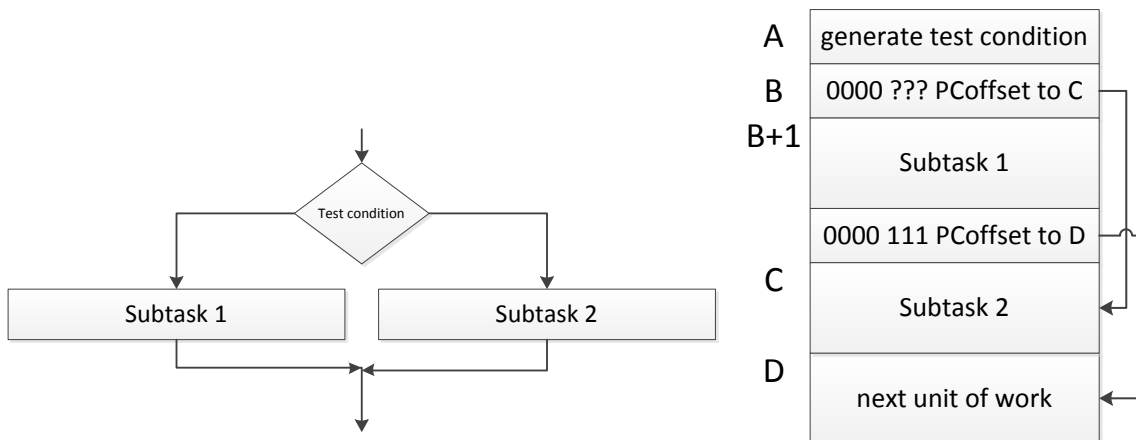 Test condition
Subtask 1
Subtask 2
A
generate test condition
B
0000 ??? PCoffset to C
B+1
Subtask 1
0000 111 PCoffset to D
C
Subtask 2
D
next unit of work